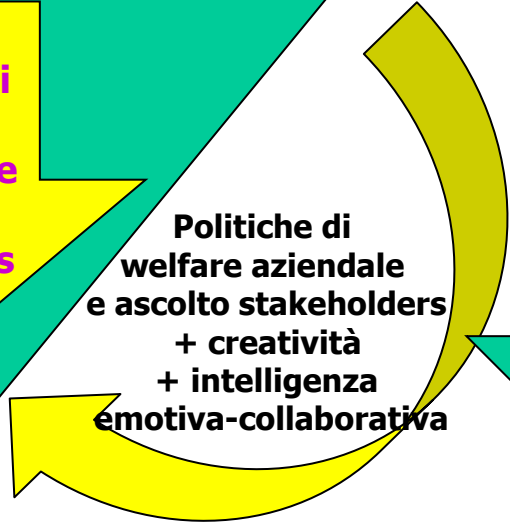 i
e
s
Politiche di
welfare aziendale
e ascolto stakeholders
+ creatività
+ intelligenza
emotiva-collaborativa